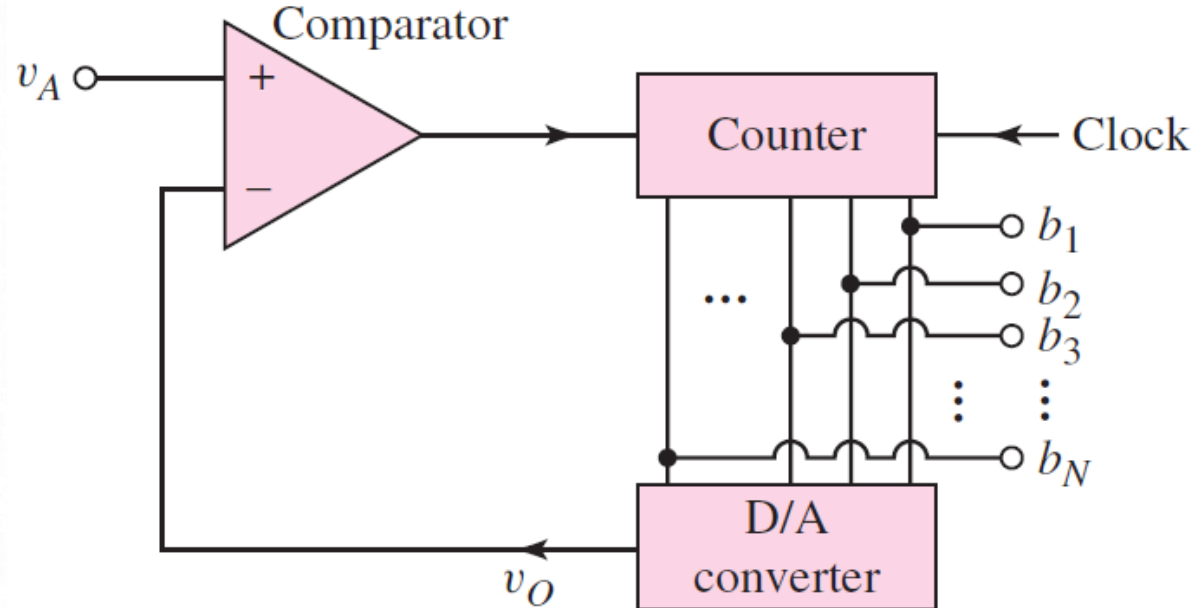 Comparator
v_A
+
−
Counter
Clock
b_1
b_2
...
b_3
⋮ ⋮
b_N
D/A
converter
v_O